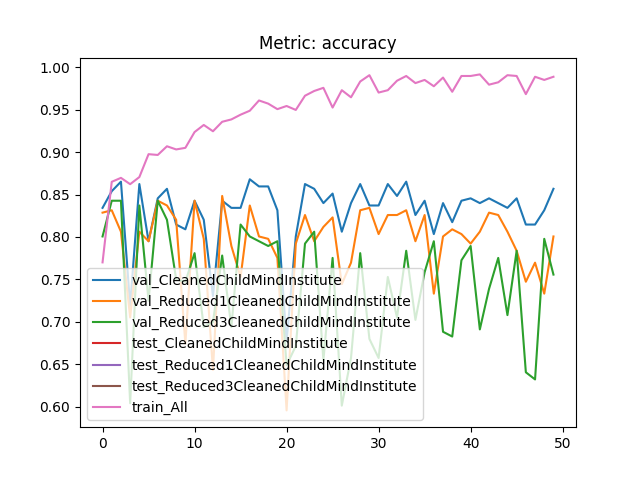 Metric: accuracy
1.00
0.95
0.90
0.85
0.80
0.75
0.70
0.65
0.60
val_CleanedChildMindInstitute
val_Reduced1CleanedChildMindInstitute
val_Reduced3CleanedChildMindInstitute
test_CleanedChildMindInstitute
test_Reduced1CleanedChildMindInstitute
test_Reduced3CleanedChildMindInstitute
train_All
0 10 20 30 40 50